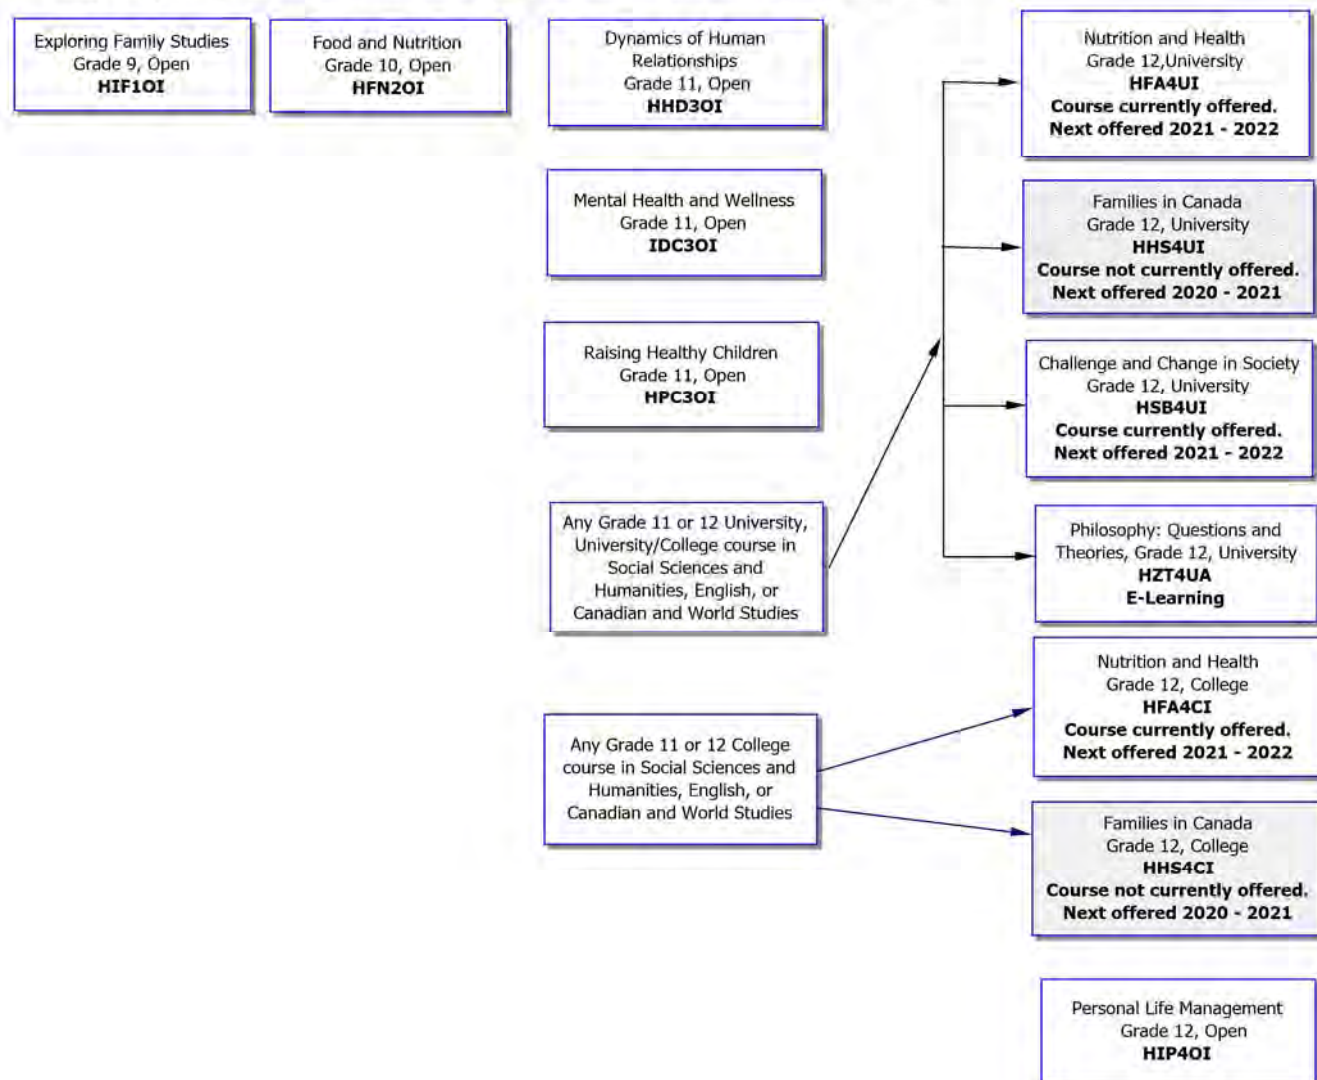 Exploring Family Studies
Grade 9, Open
HIF1OI
Food and Nutrition
Grade 10, Open
HFN2OI
Dynamics of Human
Relationships
Grade 11, Open
HHD3OI
Mental Health and Wellness
Grade 11, Open
IDC3OI
Raising Healthy Children
Grade 11, Open
HPC3OI
Any Grade 11 or 12 University,
University/College course in
Social Sciences and
Humanities, English, or
Canadian and World Studies
Any Grade 11 or 12 College
course in Social Sciences and
Humanities, English, or
Canadian and World Studies
Nutrition and Health
Grade 12,University
HFA4UI
Course currently offered.
Next offered 2021 - 2022
Families in Canada
Grade 12, University
HHS4UI
Course not currently offered.
Next offered 2020 - 2021
Challenge and Change in Society
Grade 12, University
HSB4UI
Course currently offered.
Next offered 2021 - 2022
Philosophy: Questions and
Theories, Grade 12, University
HZT4UA
E-Learning
Nutrition and Health
Grade 12, College
HFA4CI
Course currently offered.
Next offered 2021 - 2022
Families in Canada
Grade 12, College
HHS4CI
Course not currently offered.
Next offered 2020 - 2021
Personal Life Management
Grade 12, Open
HIP4OI